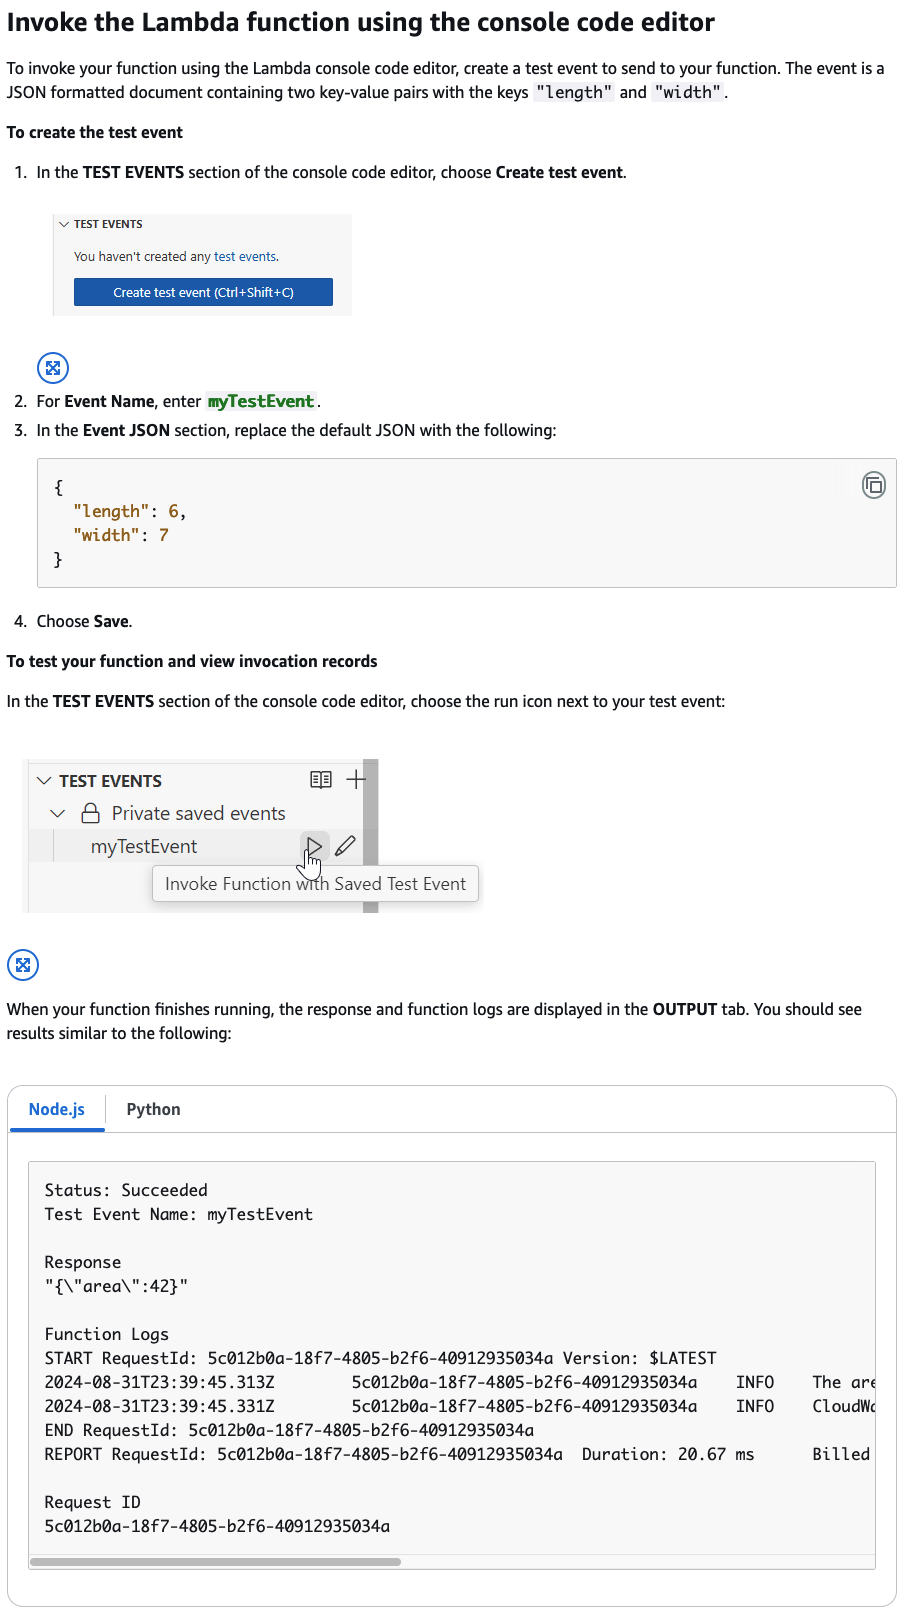 Invoke the Lambda function using the console code editor
To invoke your function using the Lambda console code editor, create a test event to send to your function. The event is a
JSON formatted document containing two key-value pairs with the keys "length" and "width".
To create the test event
1. In the TEST EVENTS section of the console code editor, choose Create test event.
TEST EVENTS
You haven't created any test events.
Create test event (Ctrl+Shift+C)
2. For Event Name, enter myTestEvent.
3. In the Event JSON section, replace the default JSON with the following:
{
"length": 6,
"width": 7
}
4. Choose Save.
To test your function and view invocation records
In the TEST EVENTS section of the console code editor, choose the run icon next to your test event:
TEST EVENTS
Private saved events
myTestEvent
Invoke Function with Saved Test Event
When your function finishes running, the response and function logs are displayed in the OUTPUT tab. You should see
results similar to the following:
Node.js Python
Status: Succeeded
Test Event Name: myTestEvent
Response
"{\"area\":42}"
Function Logs
START RequestId: 5c012b0a-18f7-4805-b2f6-40912935034a Version: $LATEST
2024-08-31T23:39:45.313Z 5c012b0a-18f7-4805-b2f6-40912935034a INFO The are
2024-08-31T23:39:45.331Z 5c012b0a-18f7-4805-b2f6-40912935034a INFO CloudWa
END RequestId: 5c012b0a-18f7-4805-b2f6-40912935034a
REPORT RequestId: 5c012b0a-18f7-4805-b2f6-40912935034a Duration: 20.67 ms Billed
Request ID
5c012b0a-18f7-4805-b2f6-40912935034a